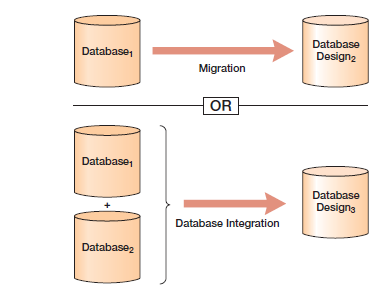 Database₁
Migration
Database
Design₂
OR
Database₁
+
Database₂
Database Integration
Database
Design₃